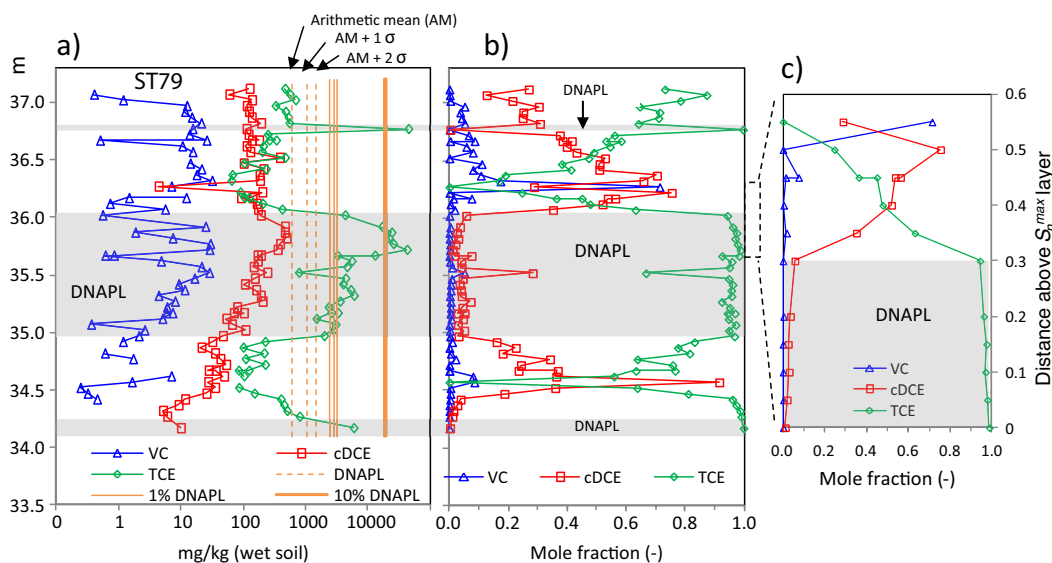 Arithmetic mean (AM)
AM + 1 σ
AM + 2 σ
a)
b)
c)
m
ST79
DNAPL
37.0
36.5
36.0
35.5
35.0
34.5
34.0
33.5
DNAPL
VC
cDCE
TCE
DNAPL
1% DNAPL
10% DNAPL
0
1
10
100
1000
10000
mg/kg (wet soil)
DNAPL
DNAPL
VC
cDCE
TCE
0.0
0.2
0.4
0.6
0.8
1.0
Mole fraction (-)
0.6
0.5
0.4
0.3
0.2
0.1
0
Distance above Sₙᵐᵃˣ layer
DNAPL
VC
cDCE
TCE
0.0
0.2
0.4
0.6
0.8
1.0
Mole fraction (-)